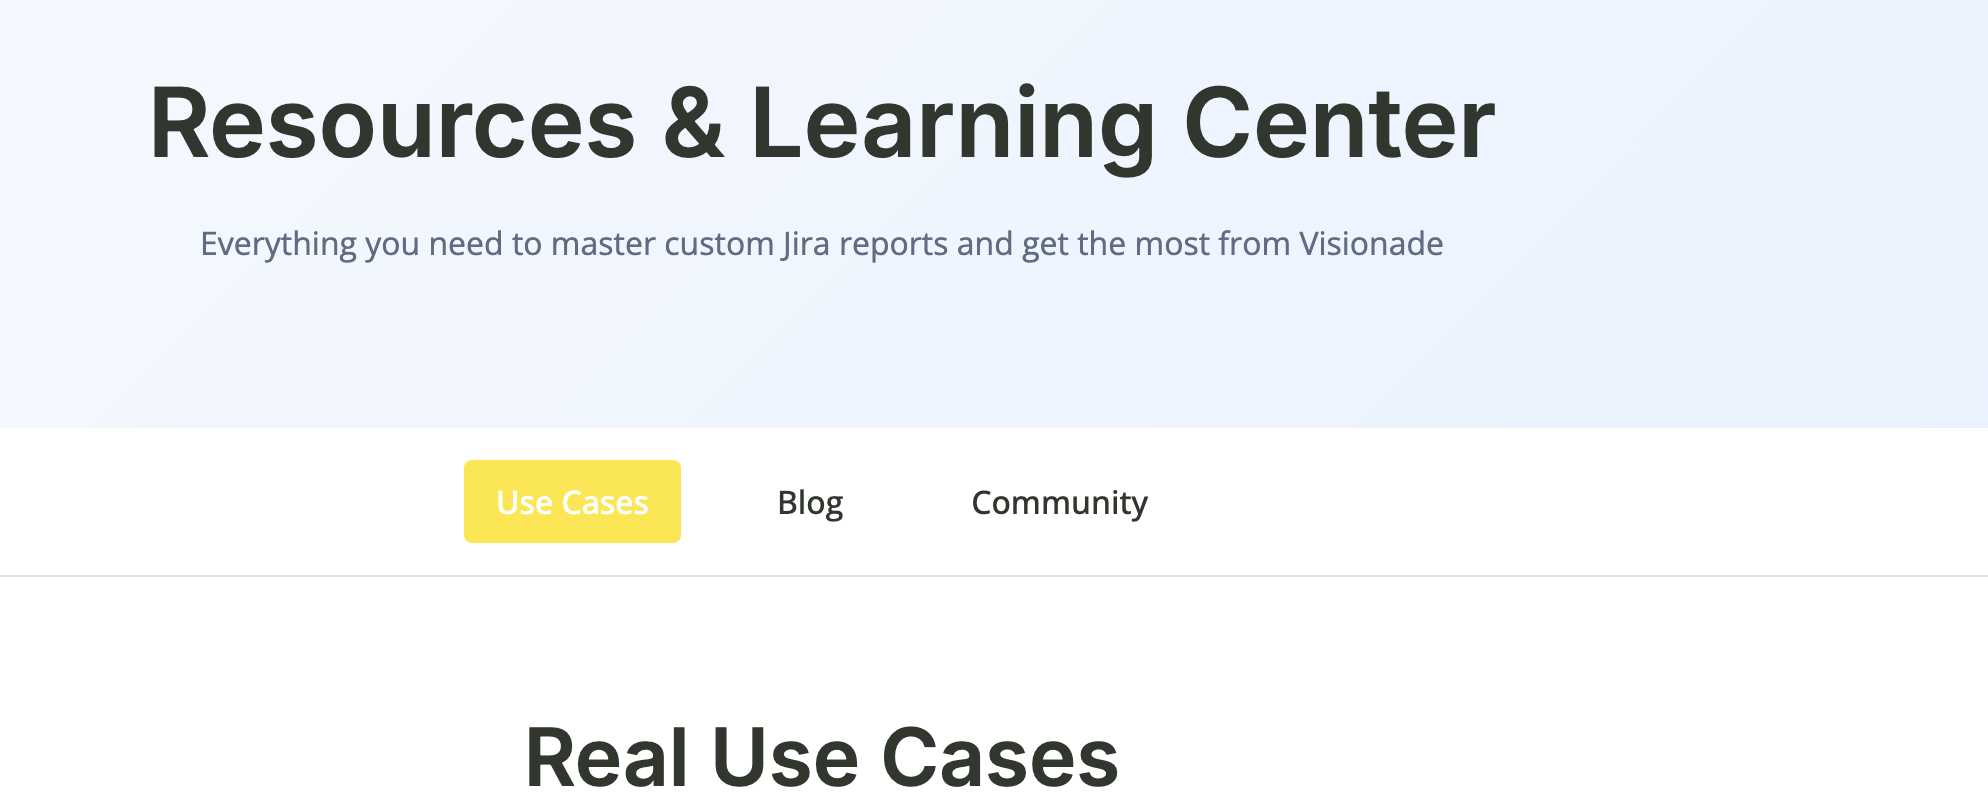 Resources & Learning Center
Everything you need to master custom Jira reports and get the most from Visionade
Use Cases
Blog
Community
Real Use Cases